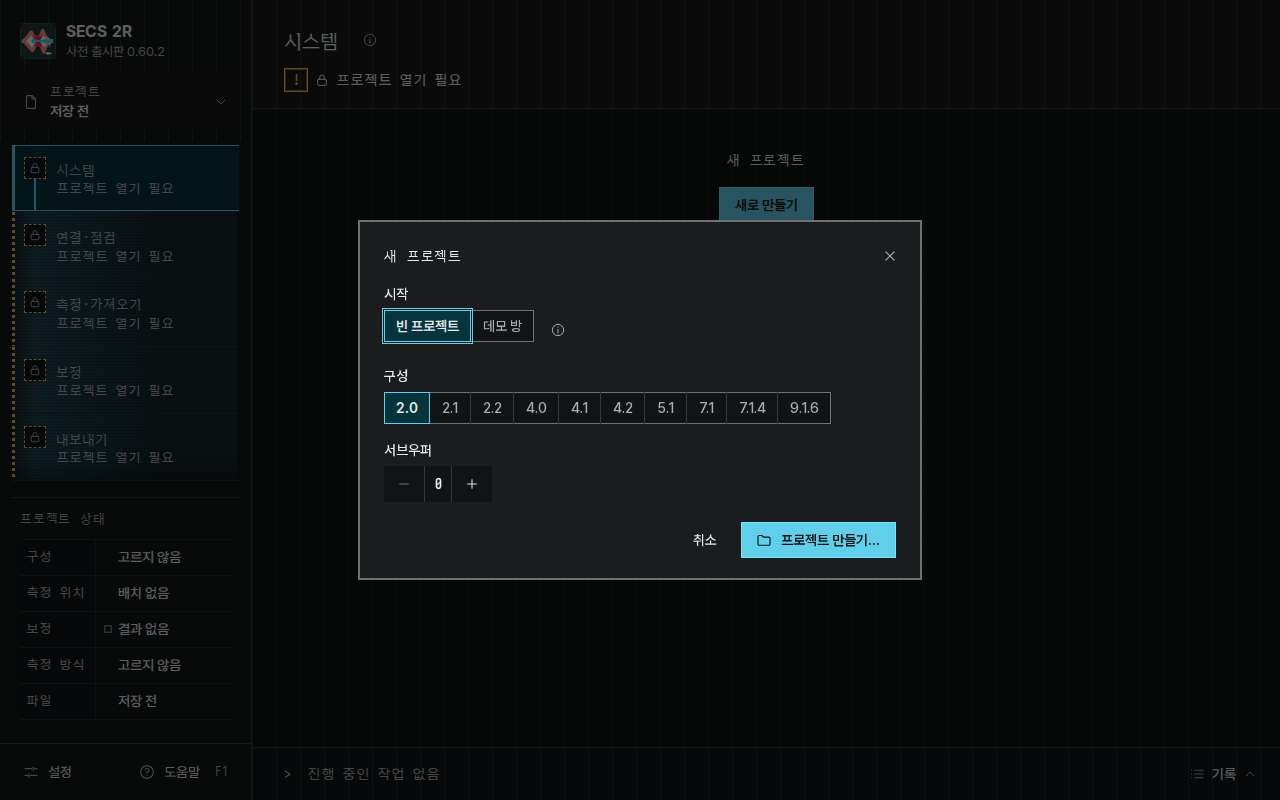 SECS 2R
사전 출시판 0.60.2
프로젝트
저장 전
시스템
프로젝트 열기 필요
연결·점검
프로젝트 열기 필요
측정·가져오기
프로젝트 열기 필요
보정
프로젝트 열기 필요
내보내기
프로젝트 열기 필요
프로젝트 상태
구성 고르지 않음
측정 위치 배치 없음
보정 결과 없음
측정 방식 고르지 않음
파일 저장 전
설정 도움말 F1
시스템
! 프로젝트 열기 필요
새 프로젝트
새로 만들기
새 프로젝트
시작
빈 프로젝트 데모 방
구성
2.0 2.1 2.2 4.0 4.1 4.2 5.1 7.1 7.1.4 9.1.6
서브우퍼
− 0 +
취소 프로젝트 만들기...
> 진행 중인 작업 없음 기록